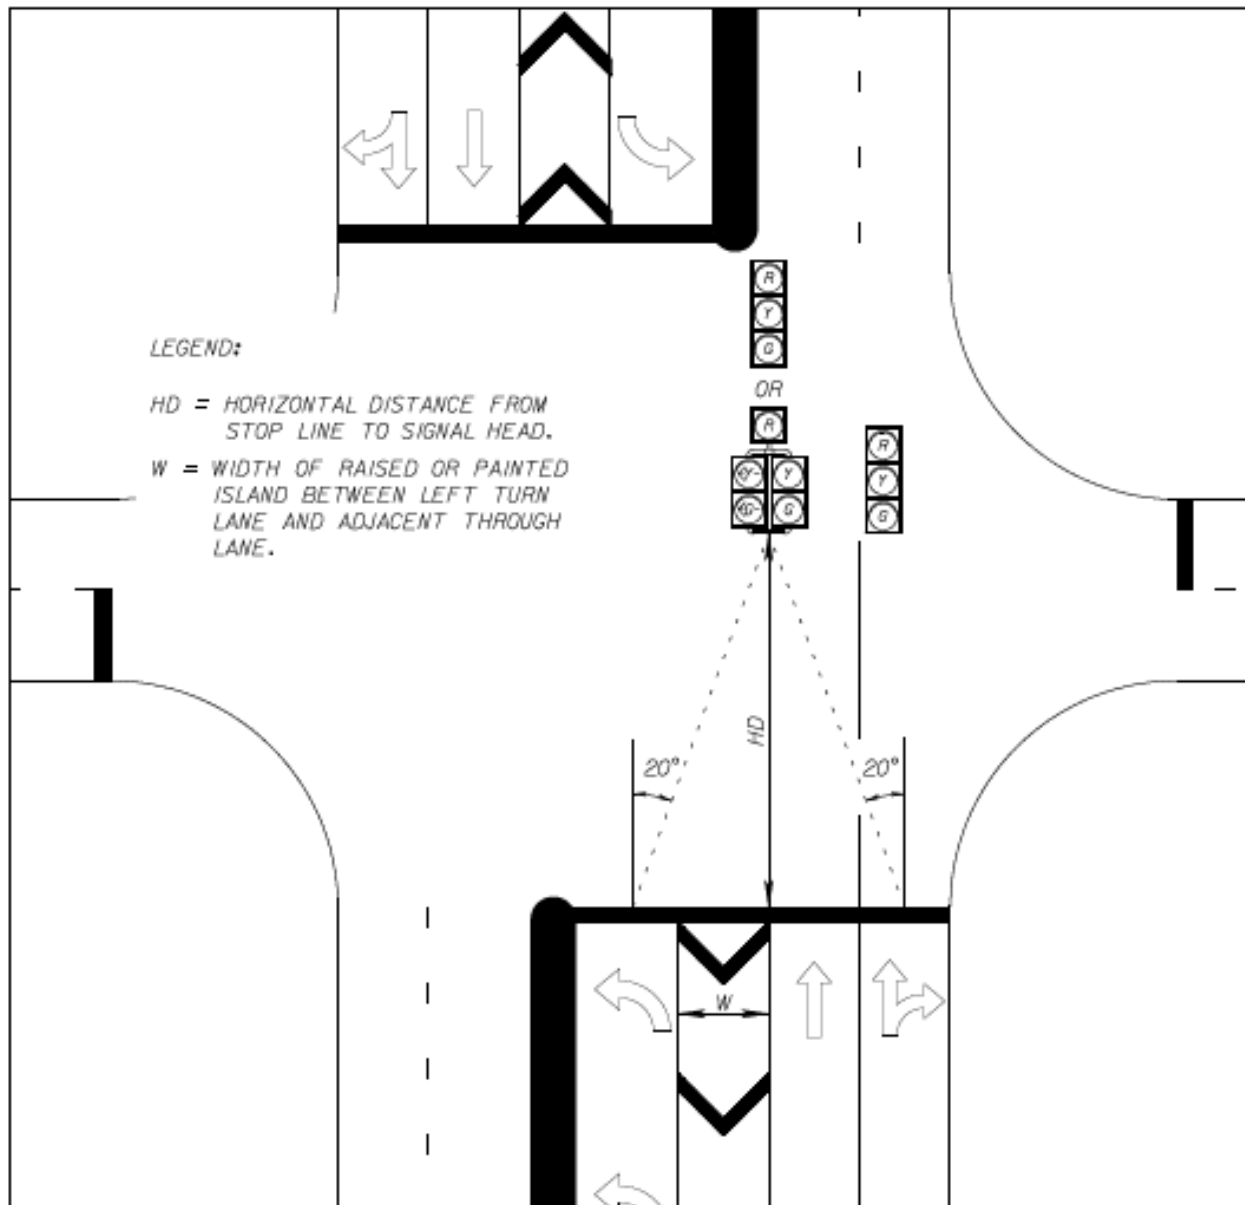 R
Y
G
LEGEND:
OR
HD = HORIZONTAL DISTANCE FROM
STOP LINE TO SIGNAL HEAD.
R
R
W = WIDTH OF RAISED OR PAINTED
ISLAND BETWEEN LEFT TURN
LANE AND ADJACENT THROUGH
LANE.
Y Y
Y
G G
G
HD
20° 20°
W